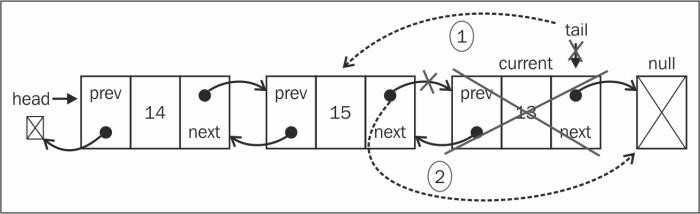 1
tail
current
null
head
prev
14
next
prev
15
next
prev
13
next
2